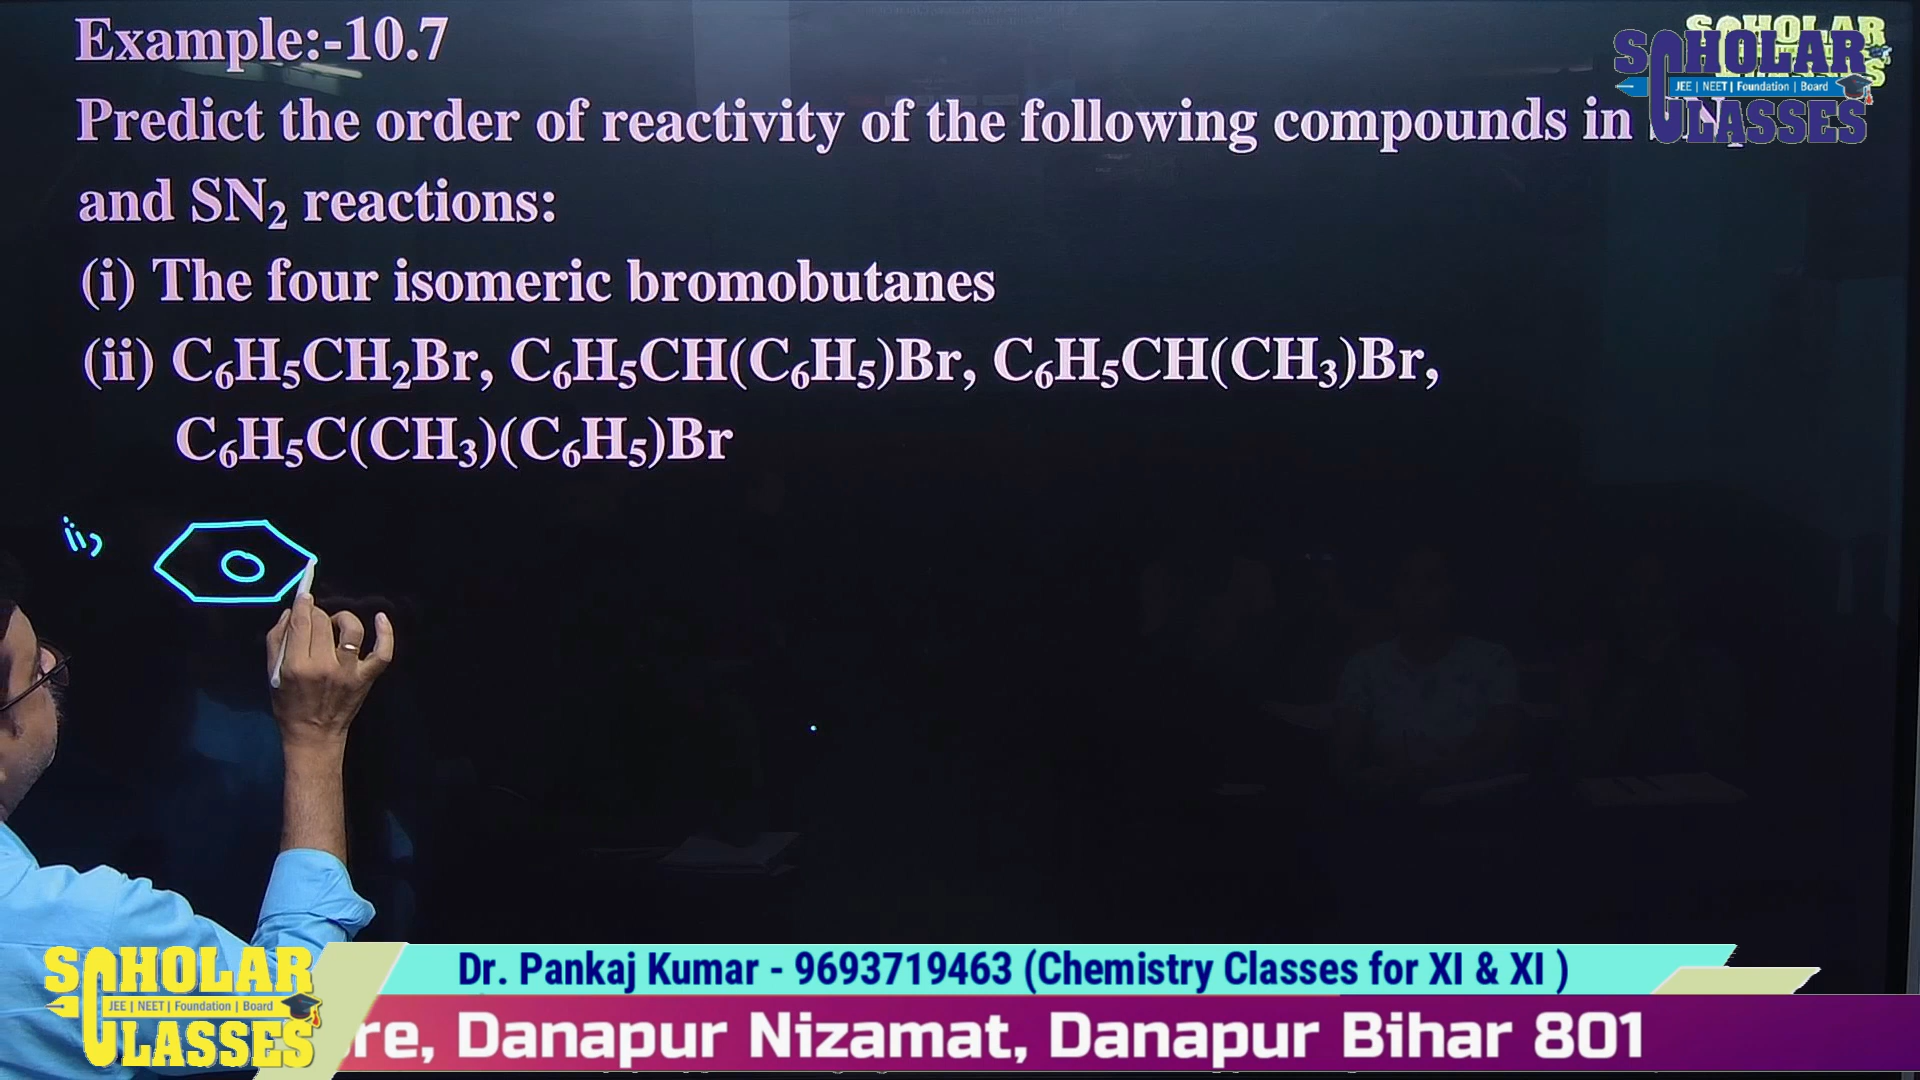 Example:-10.7
SCHOLAR
JEE | NEET | Foundation | Board
CLASSES
Predict the order of reactivity of the following compounds in
and SN₂ reactions:
(i) The four isomeric bromobutanes
(ii) C₆H₅CH₂Br, C₆H₅CH(C₆H₅)Br, C₆H₅CH(CH₃)Br,
C₆H₅C(CH₃)(C₆H₅)Br
ii)
SCHOLAR
JEE | NEET | Foundation | Board
CLASSES
Dr. Pankaj Kumar - 9693719463 (Chemistry Classes for XI & XI )
re, Danapur Nizamat, Danapur Bihar 801